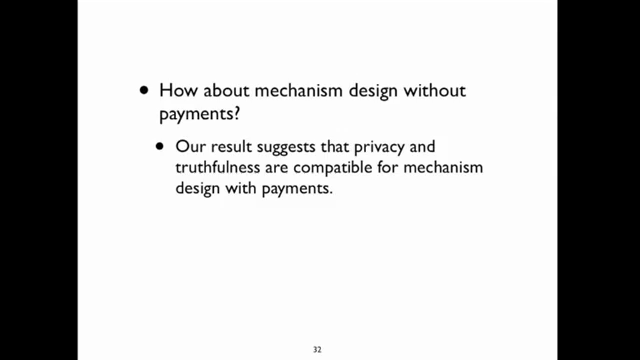 • How about mechanism design without
payments?
• Our result suggests that privacy and
truthfulness are compatible for mechanism
design with payments.
32